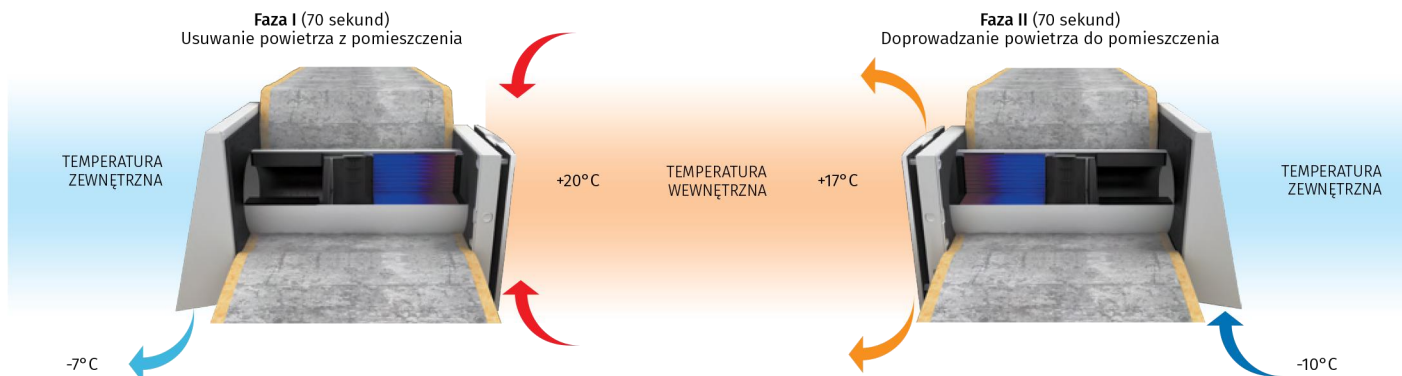 Faza I (70 sekund)
Usuwanie powietrza z pomieszczenia
Faza II (70 sekund)
Doprowadzanie powietrza do pomieszczenia
TEMPERATURA
ZEWNĘTRZNA
+20°C
TEMPERATURA
WEWNĘTRZNA
+17°C
TEMPERATURA
ZEWNĘTRZNA
-7°C
-10°C